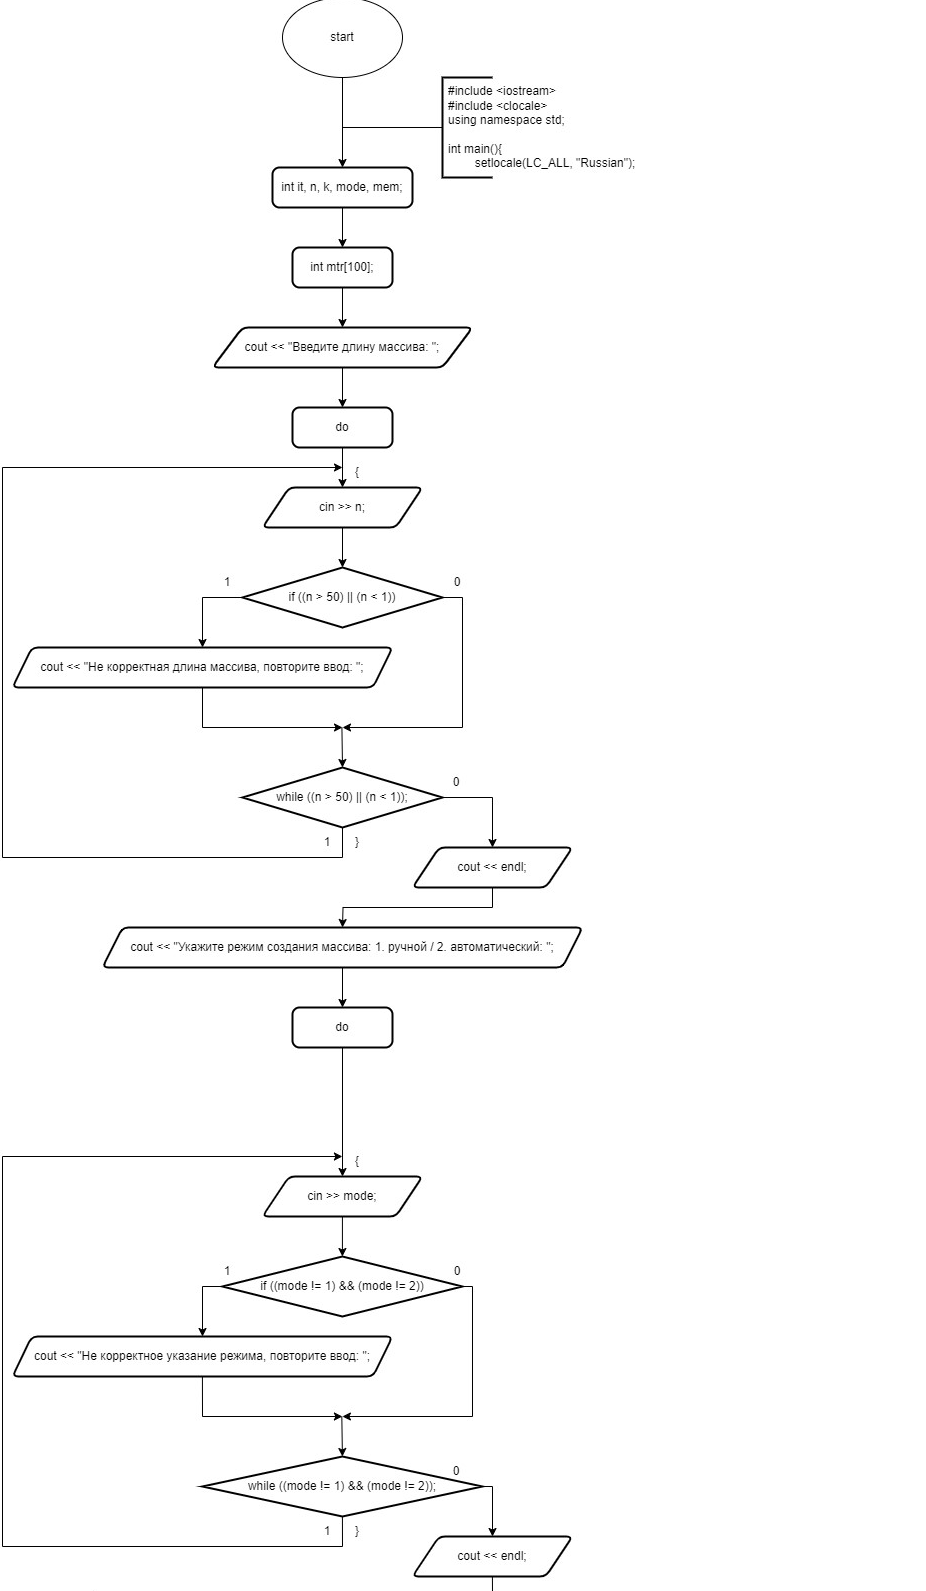 start
#include <iostream>
#include <clocale>
using namespace std;
int main(){
setlocale(LC_ALL, "Russian");
int it, n, k, mode, mem;
int mtr[100];
cout << "Введите длину массива: ";
do
{
cin >> n;
1
0
if ((n > 50) || (n < 1))
cout << "Не корректная длина массива, повторите ввод: ";
0
while ((n > 50) || (n < 1));
1
}
cout << endl;
cout << "Укажите режим создания массива: 1. ручной / 2. автоматический: ";
do
{
cin >> mode;
1
0
if ((mode != 1) && (mode != 2))
cout << "Не корректное указание режима, повторите ввод: ";
0
while ((mode != 1) && (mode != 2));
1
}
cout << endl;